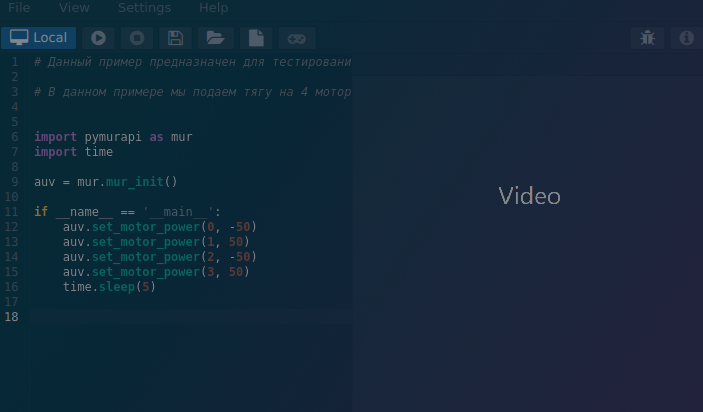 File View Settings Help
Local
1 # Данный пример предназначен для
2
3 # В данном примере мы подаем тягу на 4 мотор
4
5
6 import pymurapi as mur
7 import time
8
9 auv = mur.mur_init()
10
11 if __name__ == '__main__':
12 auv.set_motor_power(0, -50)
13 auv.set_motor_power(1, 50)
14 auv.set_motor_power(2, -50)
15 auv.set_motor_power(3, 50)
16 time.sleep(5)
17
18
Video